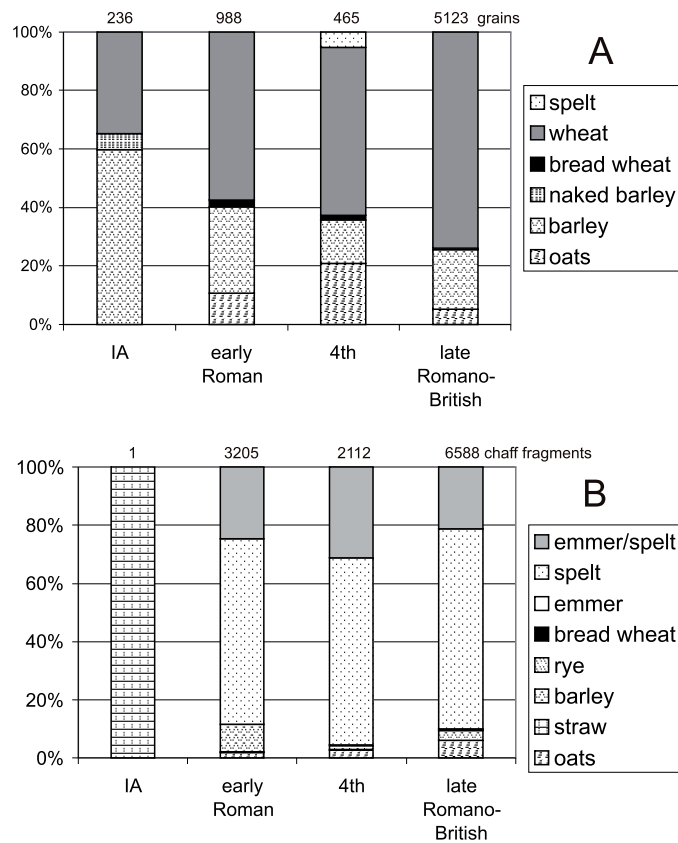 236 988 465 5123 grains
100%
80%
60%
40%
20%
0%
IA early Roman 4th late Romano-British
A
spelt
wheat
bread wheat
naked barley
barley
oats
1 3205 2112 6588 chaff fragments
100%
80%
60%
40%
20%
0%
IA early Roman 4th late Romano-British
B
emmer/spelt
spelt
emmer
bread wheat
rye
barley
straw
oats